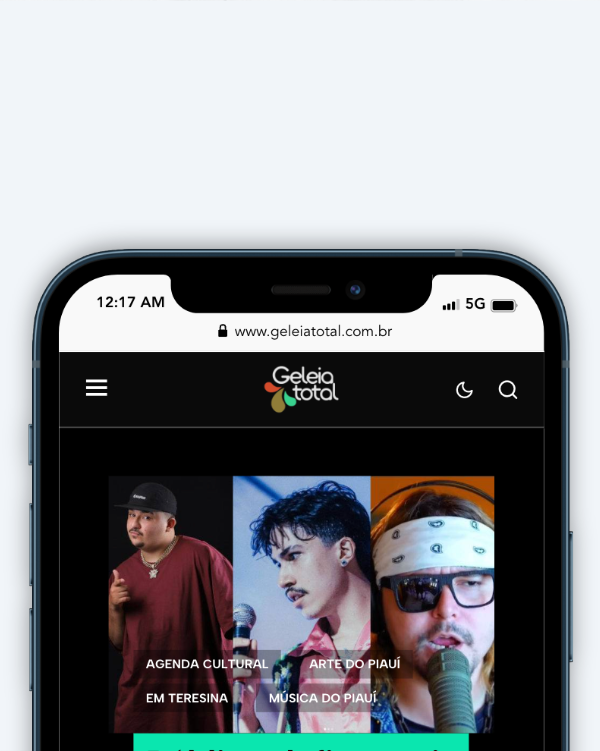 12:17 AM
5G
www.geleiatotal.com.br
Geleia
total
AGENDA CULTURAL
ARTE DO PIAUÍ
EM TERESINA
MÚSICA DO PIAUÍ